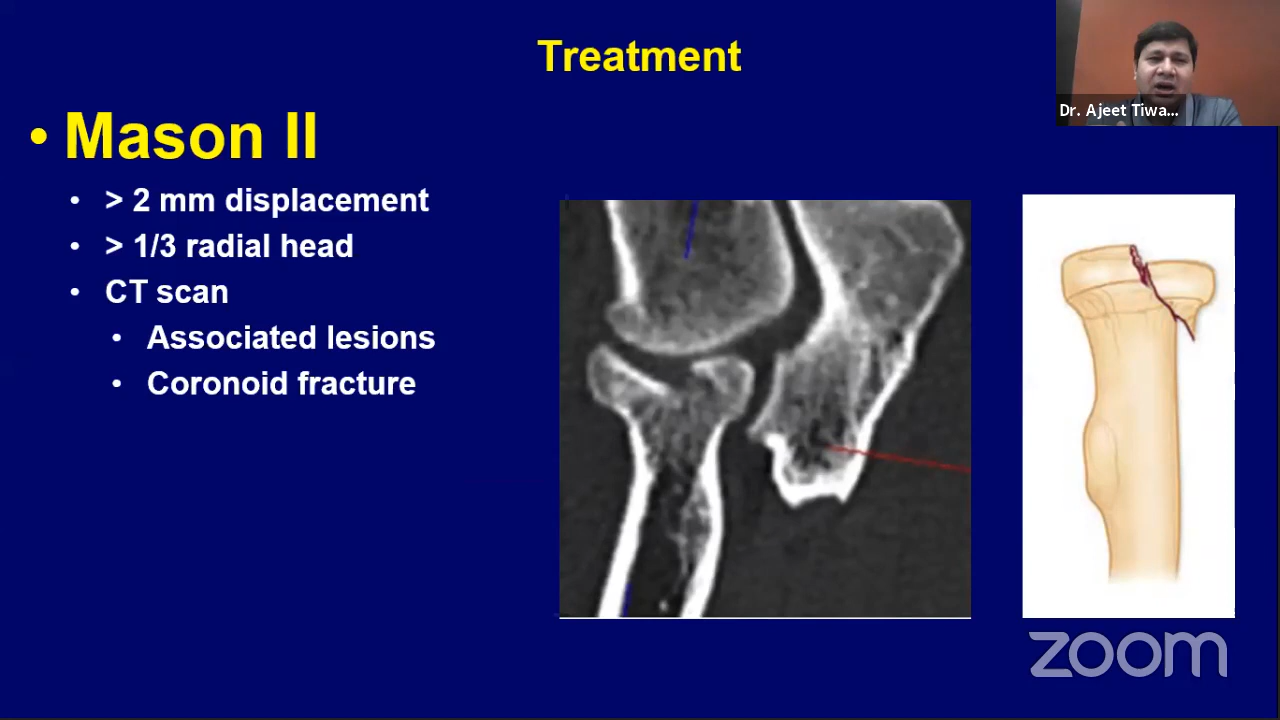 Treatment
Dr. Ajeet Tiwa...
• Mason II
• > 2 mm displacement
• > 1/3 radial head
• CT scan
• Associated lesions
• Coronoid fracture
zoom